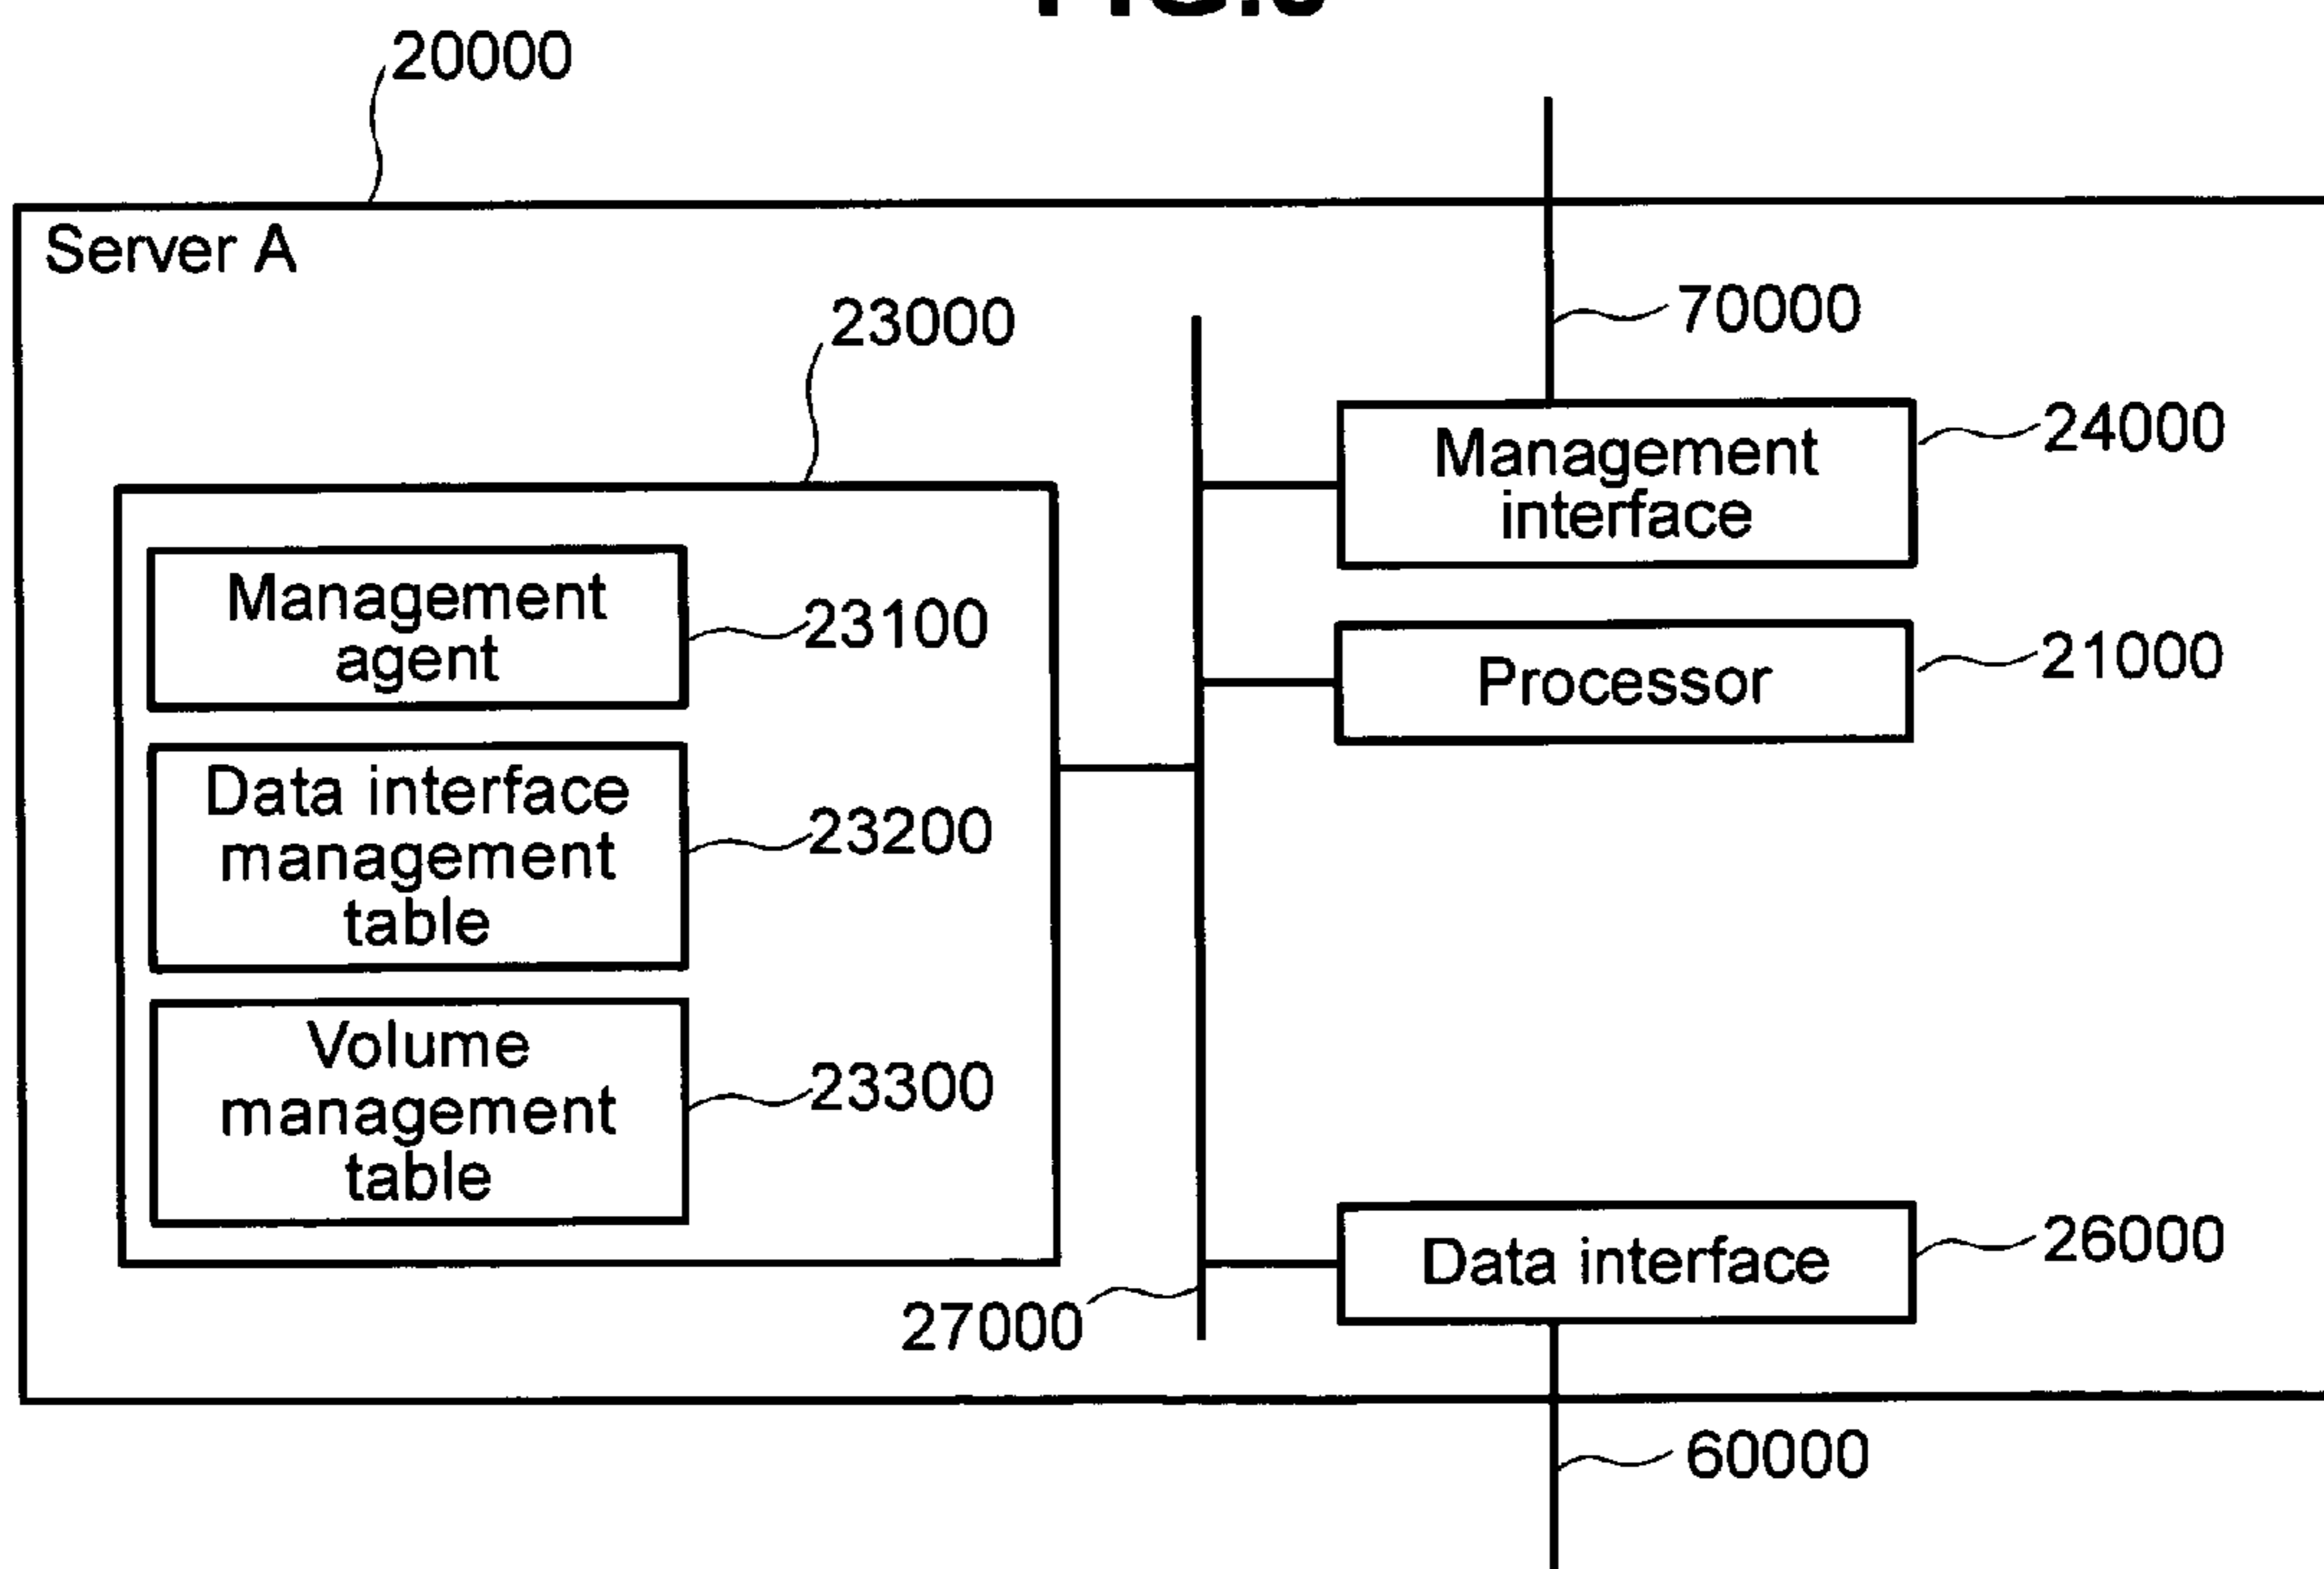 20000
Server A
23000
70000
24000
Management
interface
Management
agent
23100
21000
Processor
Data interface
management
table
23200
Volume
management
table
23300
26000
Data interface
27000
60000